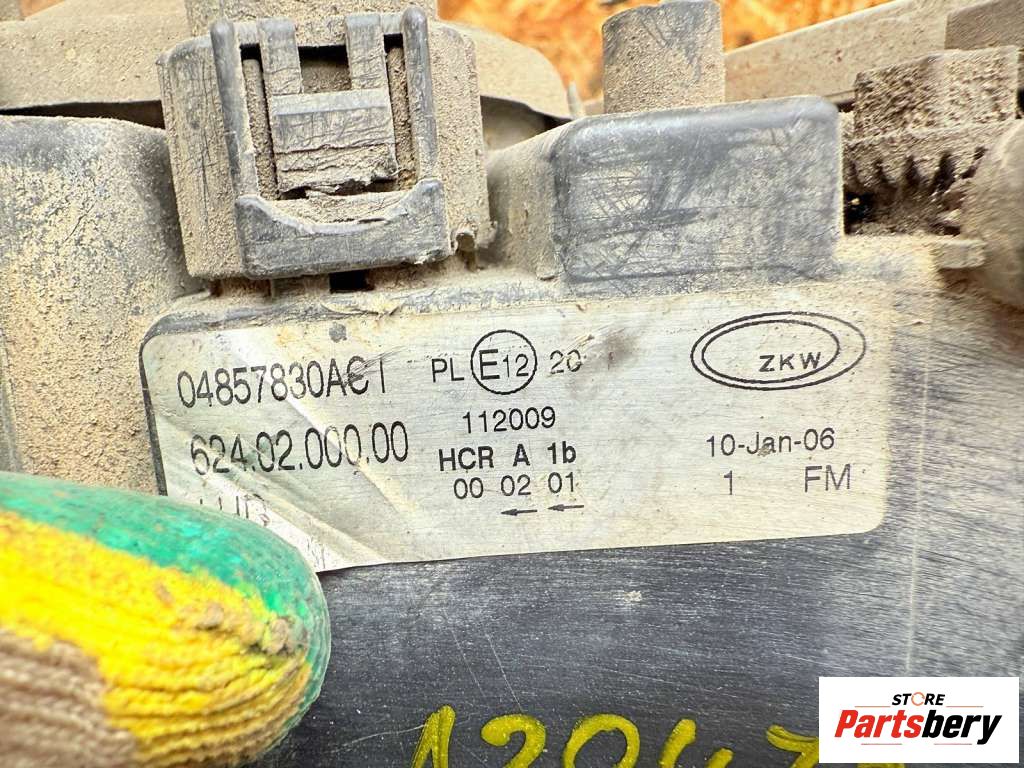 04857830AC I
624.02.000.00
PL E12 20
112009
HCR A 1b
00 02 01
ZKW
10-Jan-06
1 FM
STORE
Partsbery